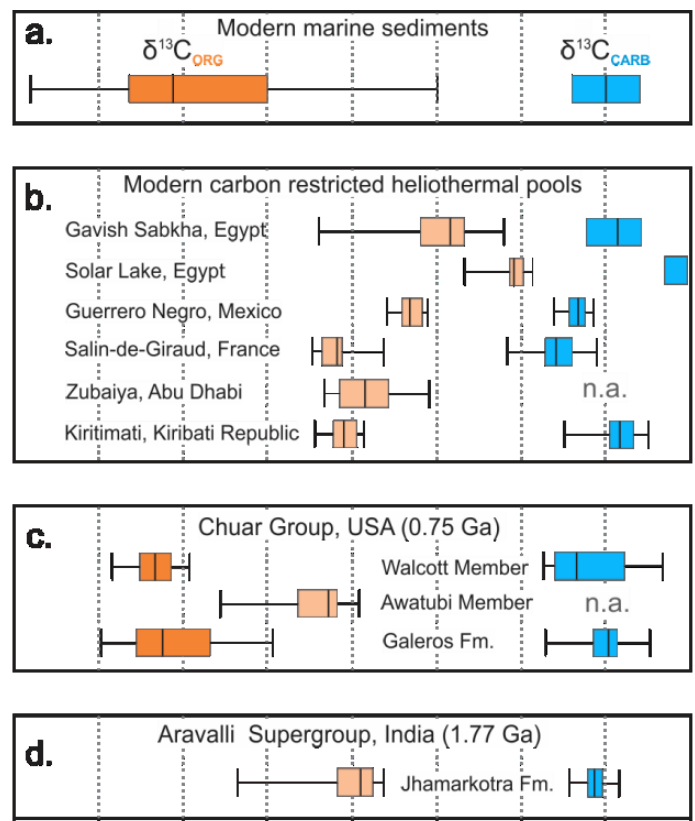 a.
Modern marine sediments
δ¹³C_ORG
δ¹³C_CARB
b.
Modern carbon restricted heliothermal pools
Gavish Sabkha, Egypt
Solar Lake, Egypt
Guerrero Negro, Mexico
Salin-de-Giraud, France
Zubaiya, Abu Dhabi
n.a.
Kiritimati, Kiribati Republic
c.
Chuar Group, USA (0.75 Ga)
Walcott Member
Awatubi Member
n.a.
Galeros Fm.
d.
Aravalli Supergroup, India (1.77 Ga)
Jhamarkotra Fm.